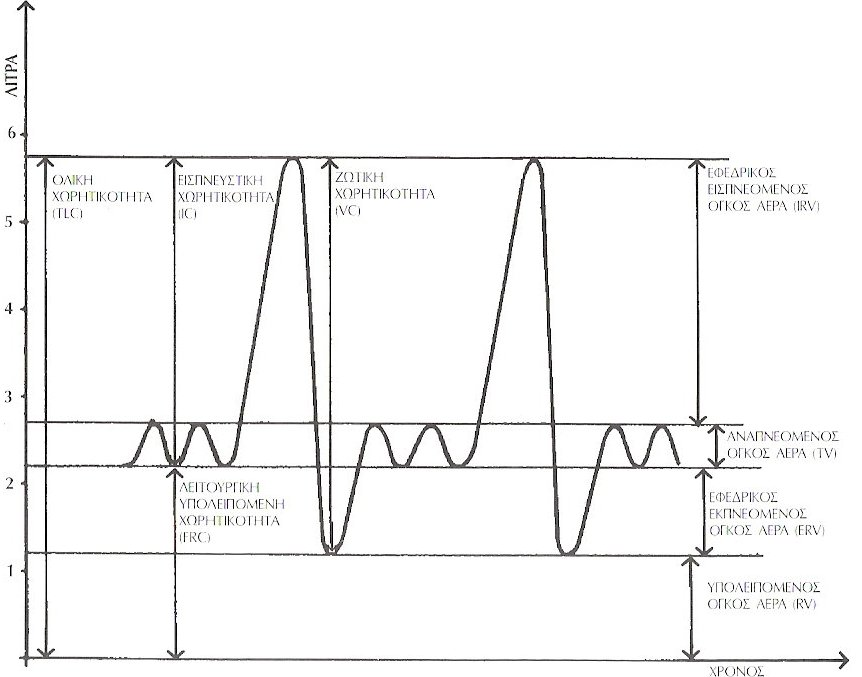 ΛΙΤΡΑ
6
5
4
3
2
1
ΟΛΙΚΗ
ΧΩΡΗΤΙΚΟΤΗΤΑ
(TLC)
ΕΙΣΠΝΕΥΣΤΙΚΗ
ΧΩΡΗΤΙΚΟΤΗΤΑ
(IC)
ΖΩΤΙΚΗ
ΧΩΡΗΤΙΚΟΤΗΤΑ
(VC)
ΕΦΕΔΡΙΚΟΣ
ΕΙΣΠΝΕΟΜΕΝΟΣ
ΟΓΚΟΣ ΑΕΡΑ (IRV)
ΑΝΑΠΝΕΟΜΕΝΟΣ
ΟΓΚΟΣ ΑΕΡΑ (TV)
ΛΕΙΤΟΥΡΓΙΚΗ
ΥΠΟΛΕΙΠΟΜΕΝΗ
ΧΩΡΗΤΙΚΟΤΗΤΑ
(FRC)
ΕΦΕΔΡΙΚΟΣ
ΕΚΠΝΕΟΜΕΝΟΣ
ΟΓΚΟΣ ΑΕΡΑ (ERV)
ΥΠΟΛΕΙΠΟΜΕΝΟΣ
ΟΓΚΟΣ ΑΕΡΑ (RV)
ΧΡΟΝΟΣ